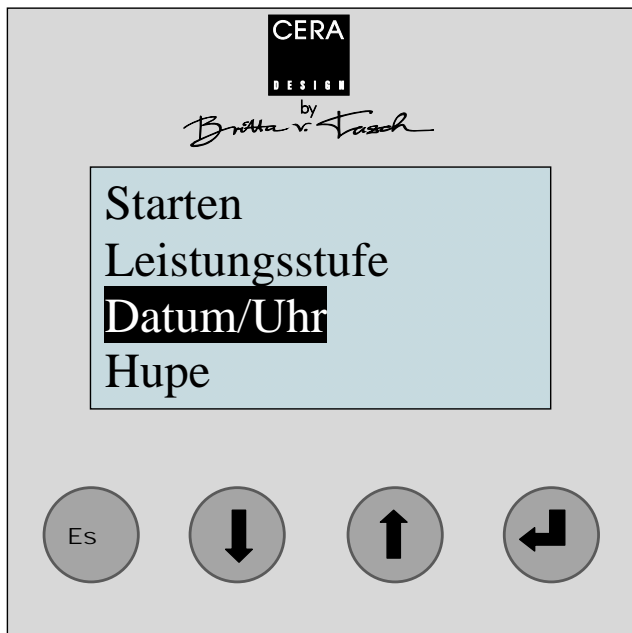 CERA
DESIGN
by
Britta v. Tasch
Starten
Leistungsstufe
Datum/Uhr
Hupe
Es